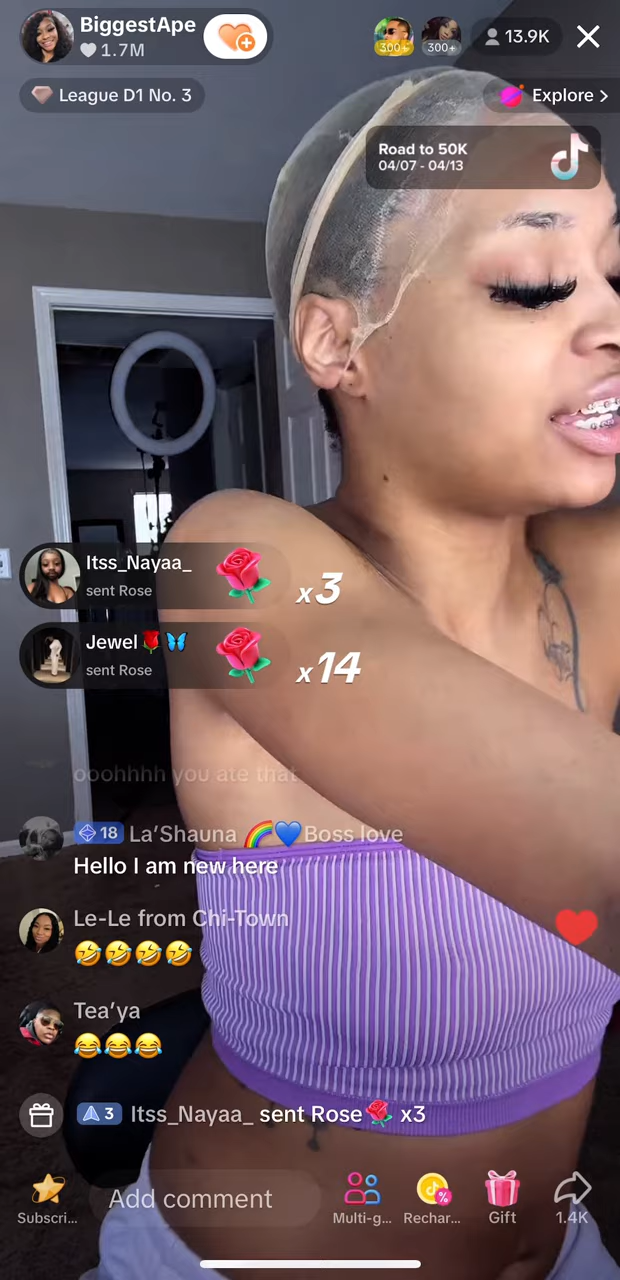 BiggestApe
1.7M
300+
300+
13.9K
League D1 No. 3
Explore >
Road to 50K
04/07 - 04/13
Itss_Nayaa_
sent Rose
x3
Jewel🌹🦋
sent Rose
x14
ooohhhh you ate that
18 La’Shauna 🌈💙Boss love
Hello I am new here
Le-Le from Chi-Town
🤣🤣🤣🤣
Tea’ya
😂😂😂
3 Itss_Nayaa_ sent Rose🌹 x3
Add comment
Subscri...
Multi-g...
Rechar...
Gift
1.4K